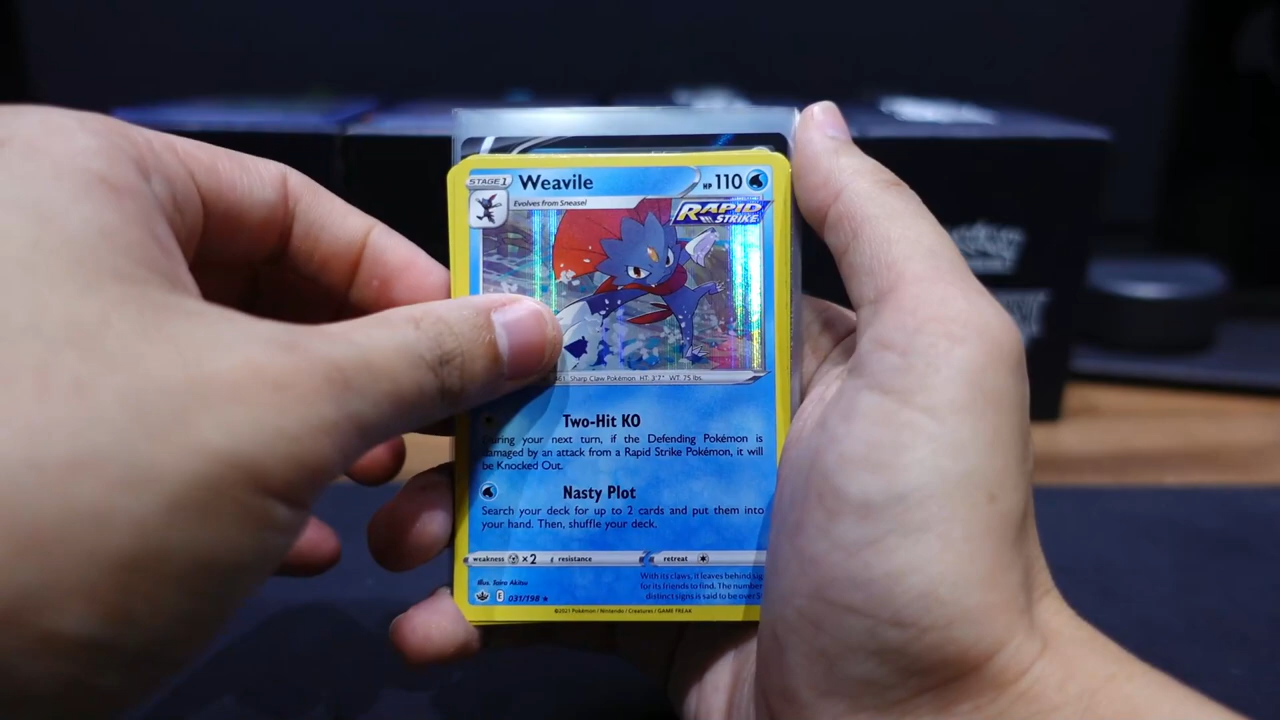 STAGE 1 Weavile HP 110
Evolves from Sneasel
RAPID
STRIKE
Sharp Claw Pokémon HT: 3'7" WT: 75 lbs.
Two-Hit KO
During your next turn, if the Defending Pokémon is
damaged by an attack from a Rapid Strike Pokémon, it will
be Knocked Out.
Nasty Plot
Search your deck for up to 2 cards and put them into
your hand. Then, shuffle your deck.
weakness ×2 resistance retreat
With its claws, it leaves behind
Illus. Taira Akitsu
for its friends to find. The number
E 031/198 ★
distinct signs is said to be over
©2021 Pokémon / Nintendo / Creatures / GAME FREAK